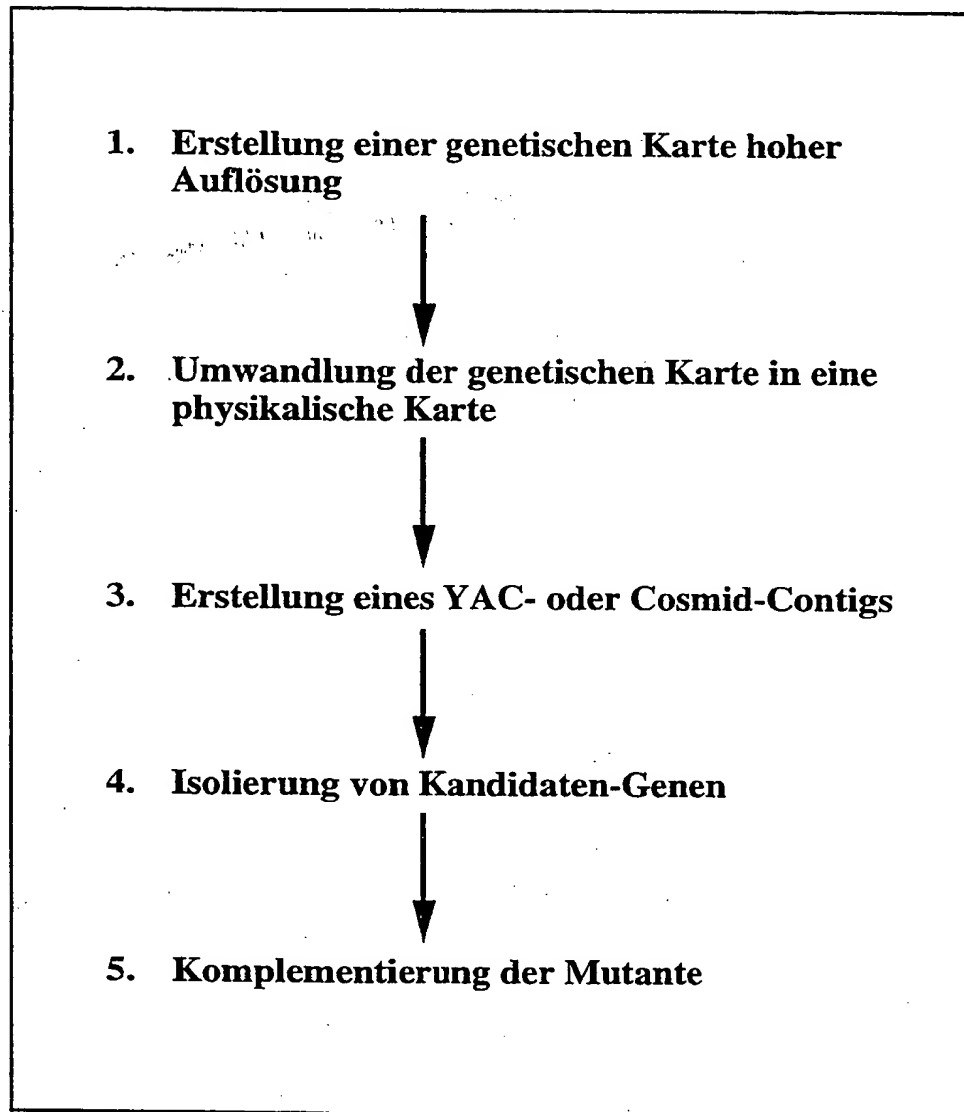 1. Erstellung einer genetischen Karte hoher
Auflösung
2. Umwandlung der genetischen Karte in eine
physikalische Karte
3. Erstellung eines YAC- oder Cosmid-Contigs
4. Isolierung von Kandidaten-Genen
5. Komplementierung der Mutante